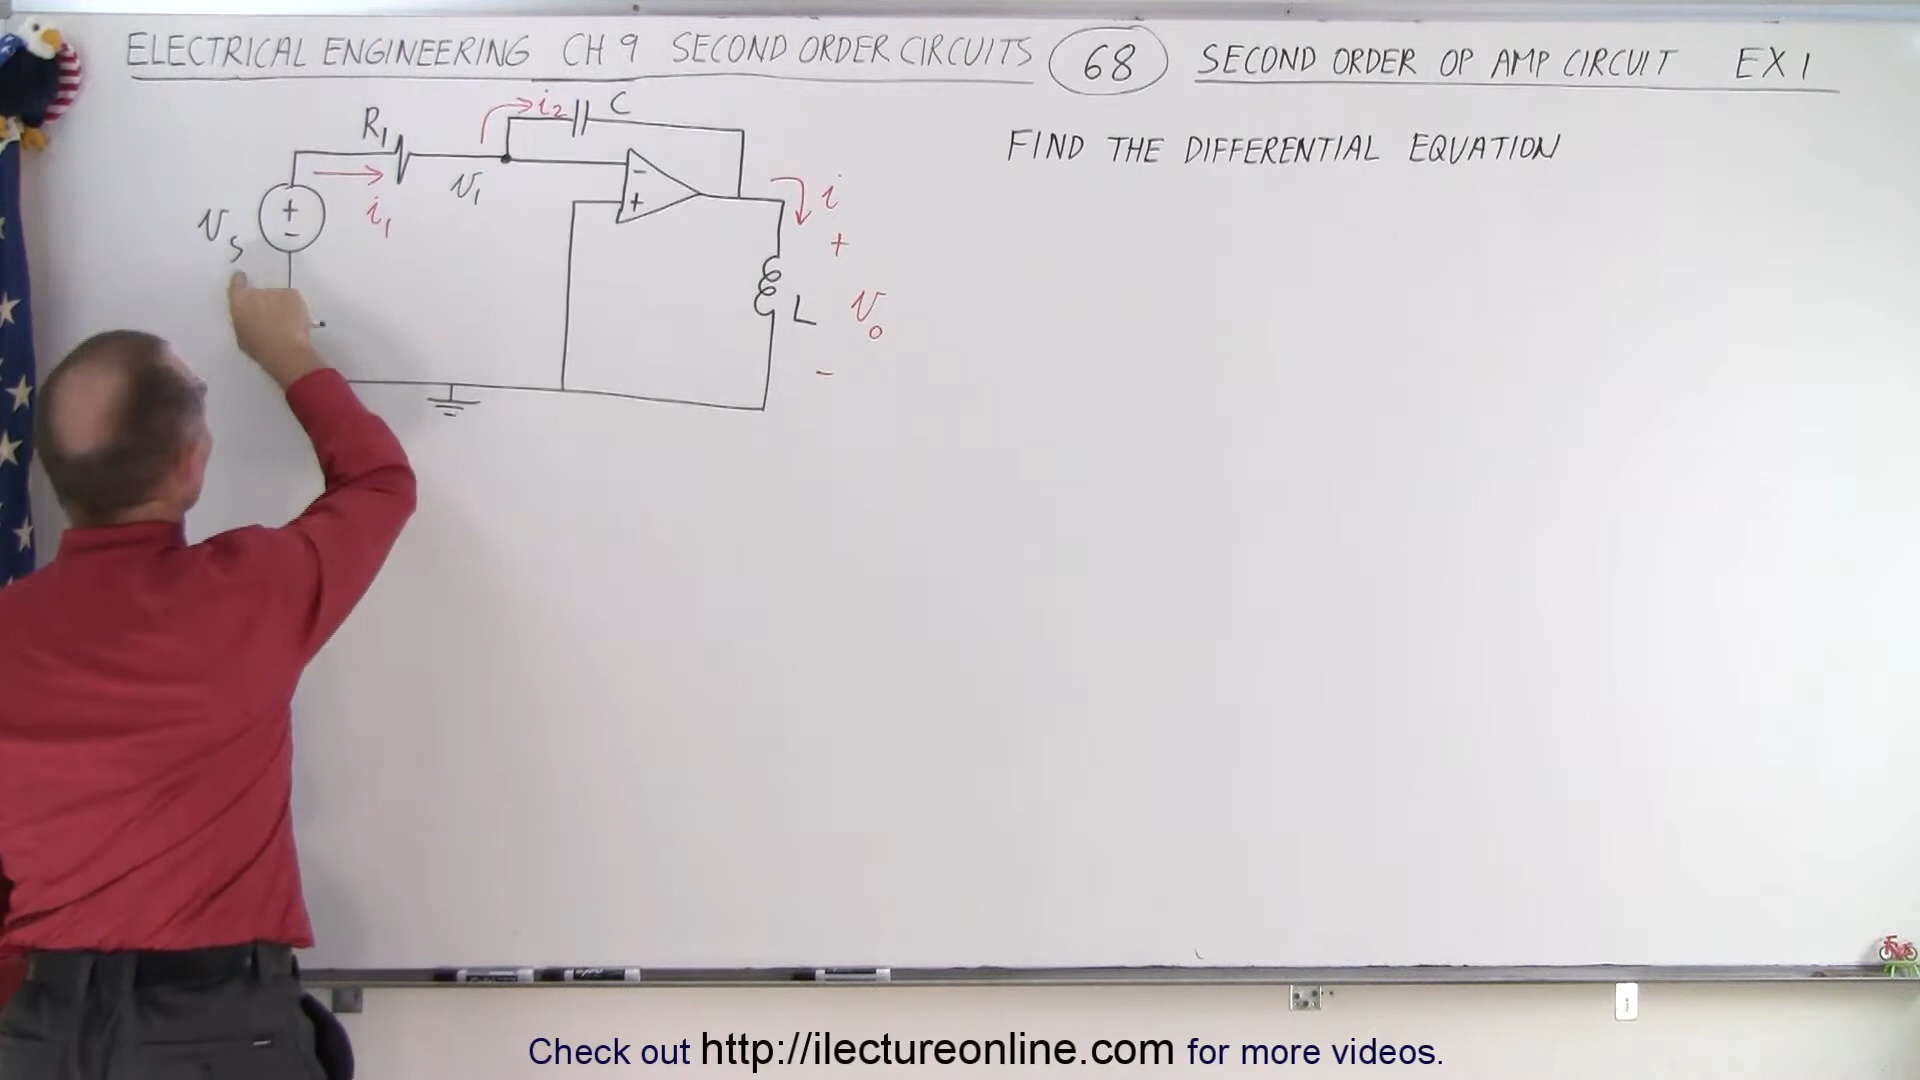 ELECTRICAL ENGINEERING CH 9 SECOND ORDER CIRCUITS 68 SECOND ORDER OP AMP CIRCUIT EX 1
FIND THE DIFFERENTIAL EQUATION
R1
i2
C
v1
i1
vs
+
-
-
+
i
+
L
vo
-
Check out http://ilectureonline.com for more videos.